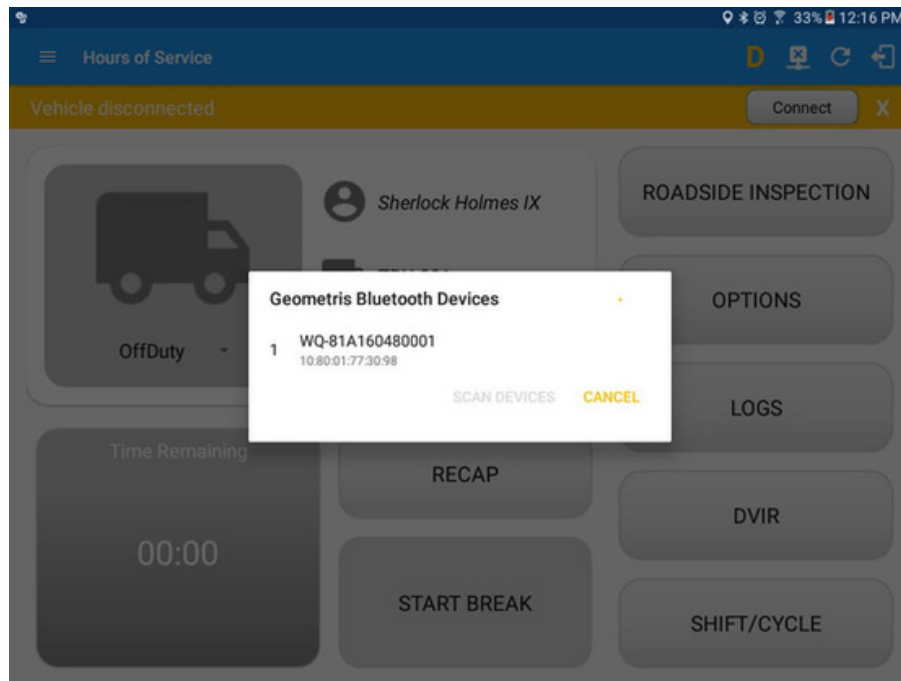 33% 12:16 PM
Hours of Service
D
Vehicle disconnected
Connect
X
Sherlock Holmes IX
OffDuty
Geometris Bluetooth Devices
1
WQ-81A160480001
10:80:01:77:30:98
SCAN DEVICES
CANCEL
Time Remaining
00:00
RECAP
START BREAK
ROADSIDE INSPECTION
OPTIONS
LOGS
DVIR
SHIFT/CYCLE